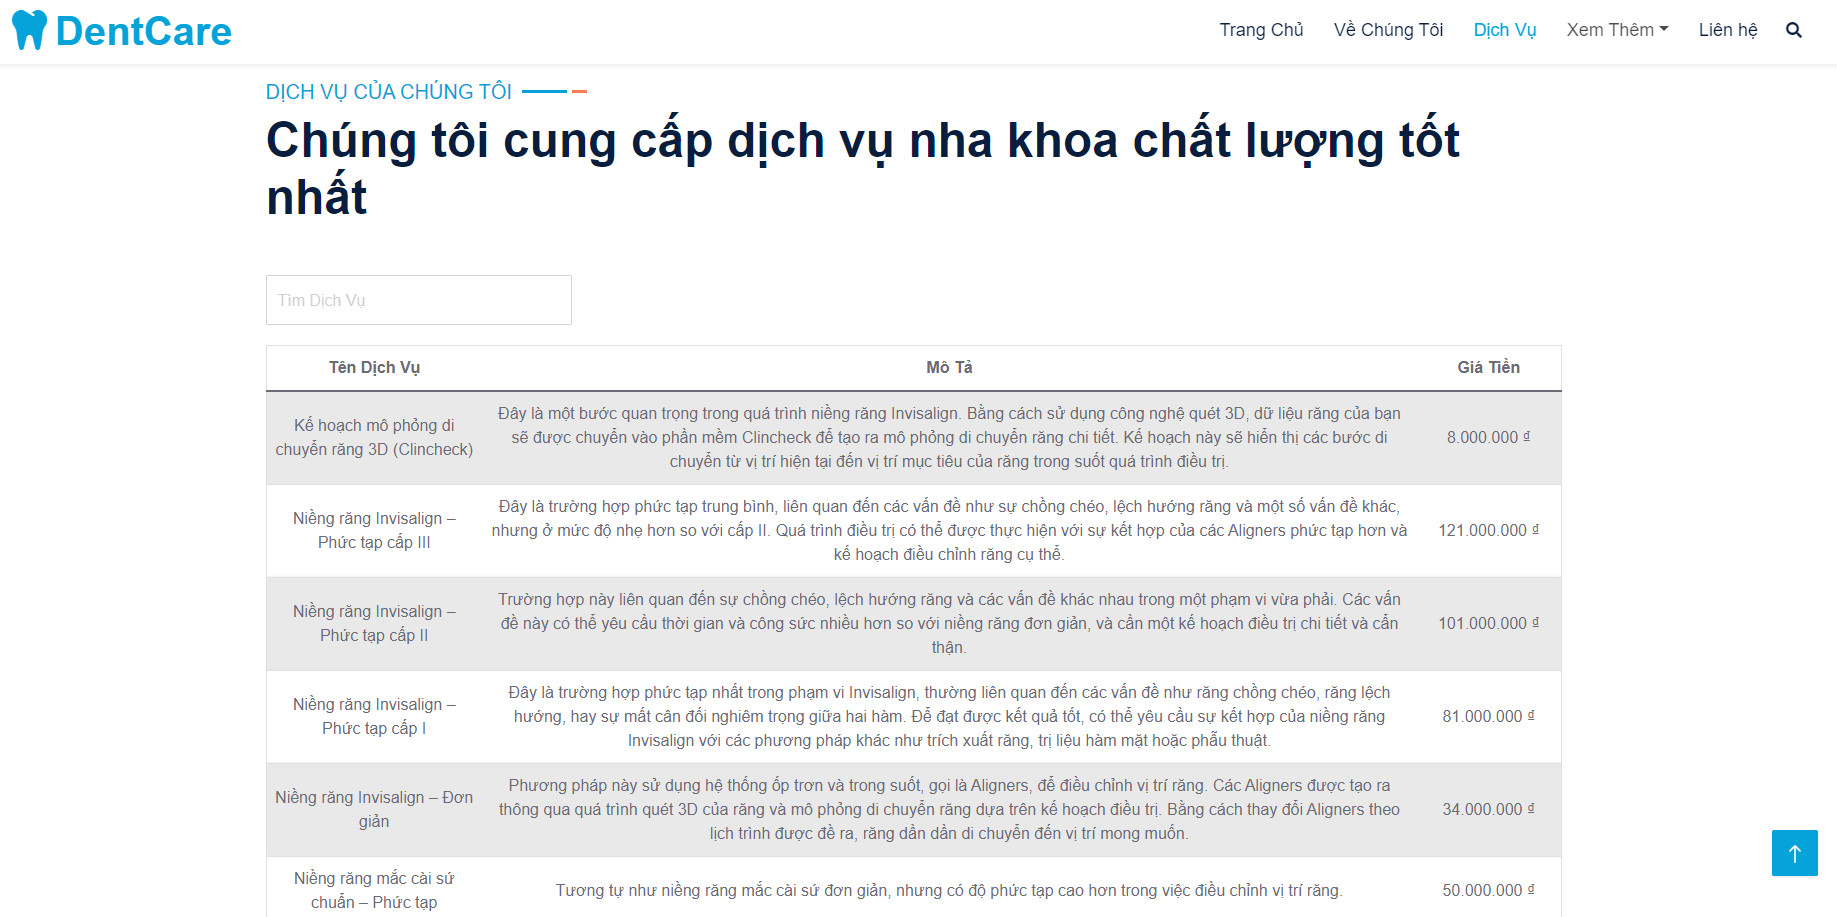 DentCare
Trang Chủ
Về Chúng Tôi
Dịch Vụ
Xem Thêm
Liên hệ
DỊCH VỤ CỦA CHÚNG TÔI
Chúng tôi cung cấp dịch vụ nha khoa chất lượng tốt
nhất
Tìm Dịch Vụ
Tên Dịch Vụ
Mô Tả
Giá Tiền
Kế hoạch mô phỏng di
chuyển răng 3D (Clincheck)
Đây là một bước quan trọng trong quá trình niềng răng Invisalign. Bằng cách sử dụng công nghệ quét 3D, dữ liệu răng của bạn
sẽ được chuyển vào phần mềm Clincheck để tạo ra mô phỏng di chuyển răng chi tiết. Kế hoạch này sẽ hiển thị các bước di
chuyển từ vị trí hiện tại đến vị trí mục tiêu của răng trong suốt quá trình điều trị.
8.000.000 ₫
Niềng răng Invisalign –
Phức tạp cấp III
Đây là trường hợp phức tạp trung bình, liên quan đến các vấn đề như sự chồng chéo, lệch hướng răng và một số vấn đề khác,
nhưng ở mức độ nhẹ hơn so với cấp II. Quá trình điều trị có thể được thực hiện với sự kết hợp của các Aligners phức tạp hơn và
kế hoạch điều chỉnh răng cụ thể.
121.000.000 ₫
Niềng răng Invisalign –
Phức tạp cấp II
Trường hợp này liên quan đến sự chồng chéo, lệch hướng răng và các vấn đề khác nhau trong một phạm vi vừa phải. Các vấn
đề này có thể yêu cầu thời gian và công sức nhiều hơn so với niềng răng đơn giản, và cần một kế hoạch điều trị chi tiết và cẩn
thận.
101.000.000 ₫
Niềng răng Invisalign –
Phức tạp cấp I
Đây là trường hợp phức tạp nhất trong phạm vi Invisalign, thường liên quan đến các vấn đề như răng chồng chéo, răng lệch
hướng, hay sự mất cân đối nghiêm trọng giữa hai hàm. Để đạt được kết quả tốt, có thể yêu cầu sự kết hợp của niềng răng
Invisalign với các phương pháp khác như trích xuất răng, trị liệu hàm mặt hoặc phẫu thuật.
81.000.000 ₫
Niềng răng Invisalign – Đơn
giản
Phương pháp này sử dụng hệ thống ốp trơn và trong suốt, gọi là Aligners, để điều chỉnh vị trí răng. Các Aligners được tạo ra
thông qua quá trình quét 3D của răng và mô phỏng di chuyển răng dựa trên kế hoạch điều trị. Bằng cách thay đổi Aligners theo
lịch trình được đề ra, răng dần dần di chuyển đến vị trí mong muốn.
34.000.000 ₫
Niềng răng mắc cài sứ
chuẩn – Phức tạp
Tương tự như niềng răng mắc cài sứ đơn giản, nhưng có độ phức tạp cao hơn trong việc điều chỉnh vị trí răng.
50.000.000 ₫